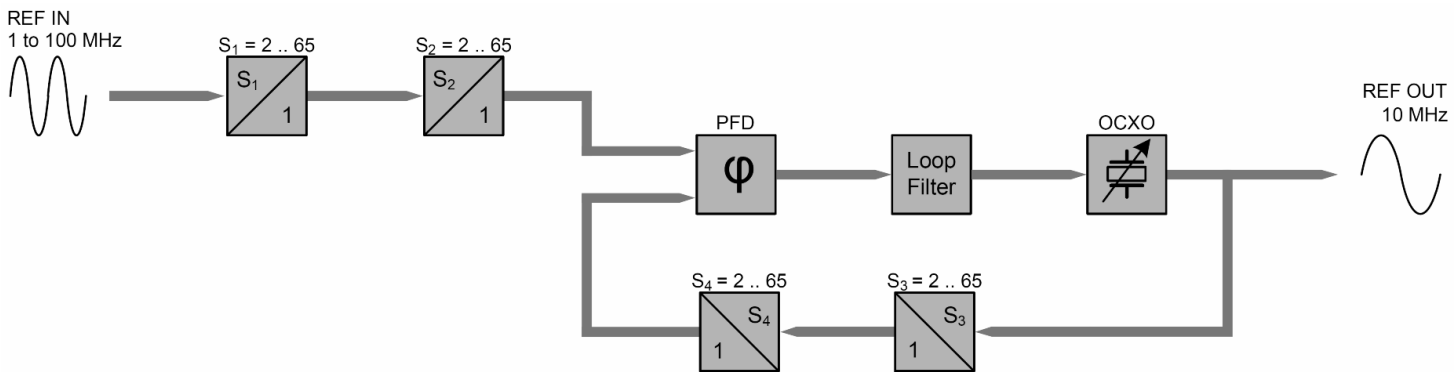 REF IN
1 to 100 MHz
S₁ = 2 .. 65
S₂ = 2 .. 65
S₁
1
S₂
1
PFD
φ
Loop
Filter
OCXO
REF OUT
10 MHz
S₄ = 2 .. 65
S₃ = 2 .. 65
S₄
1
S₃
1